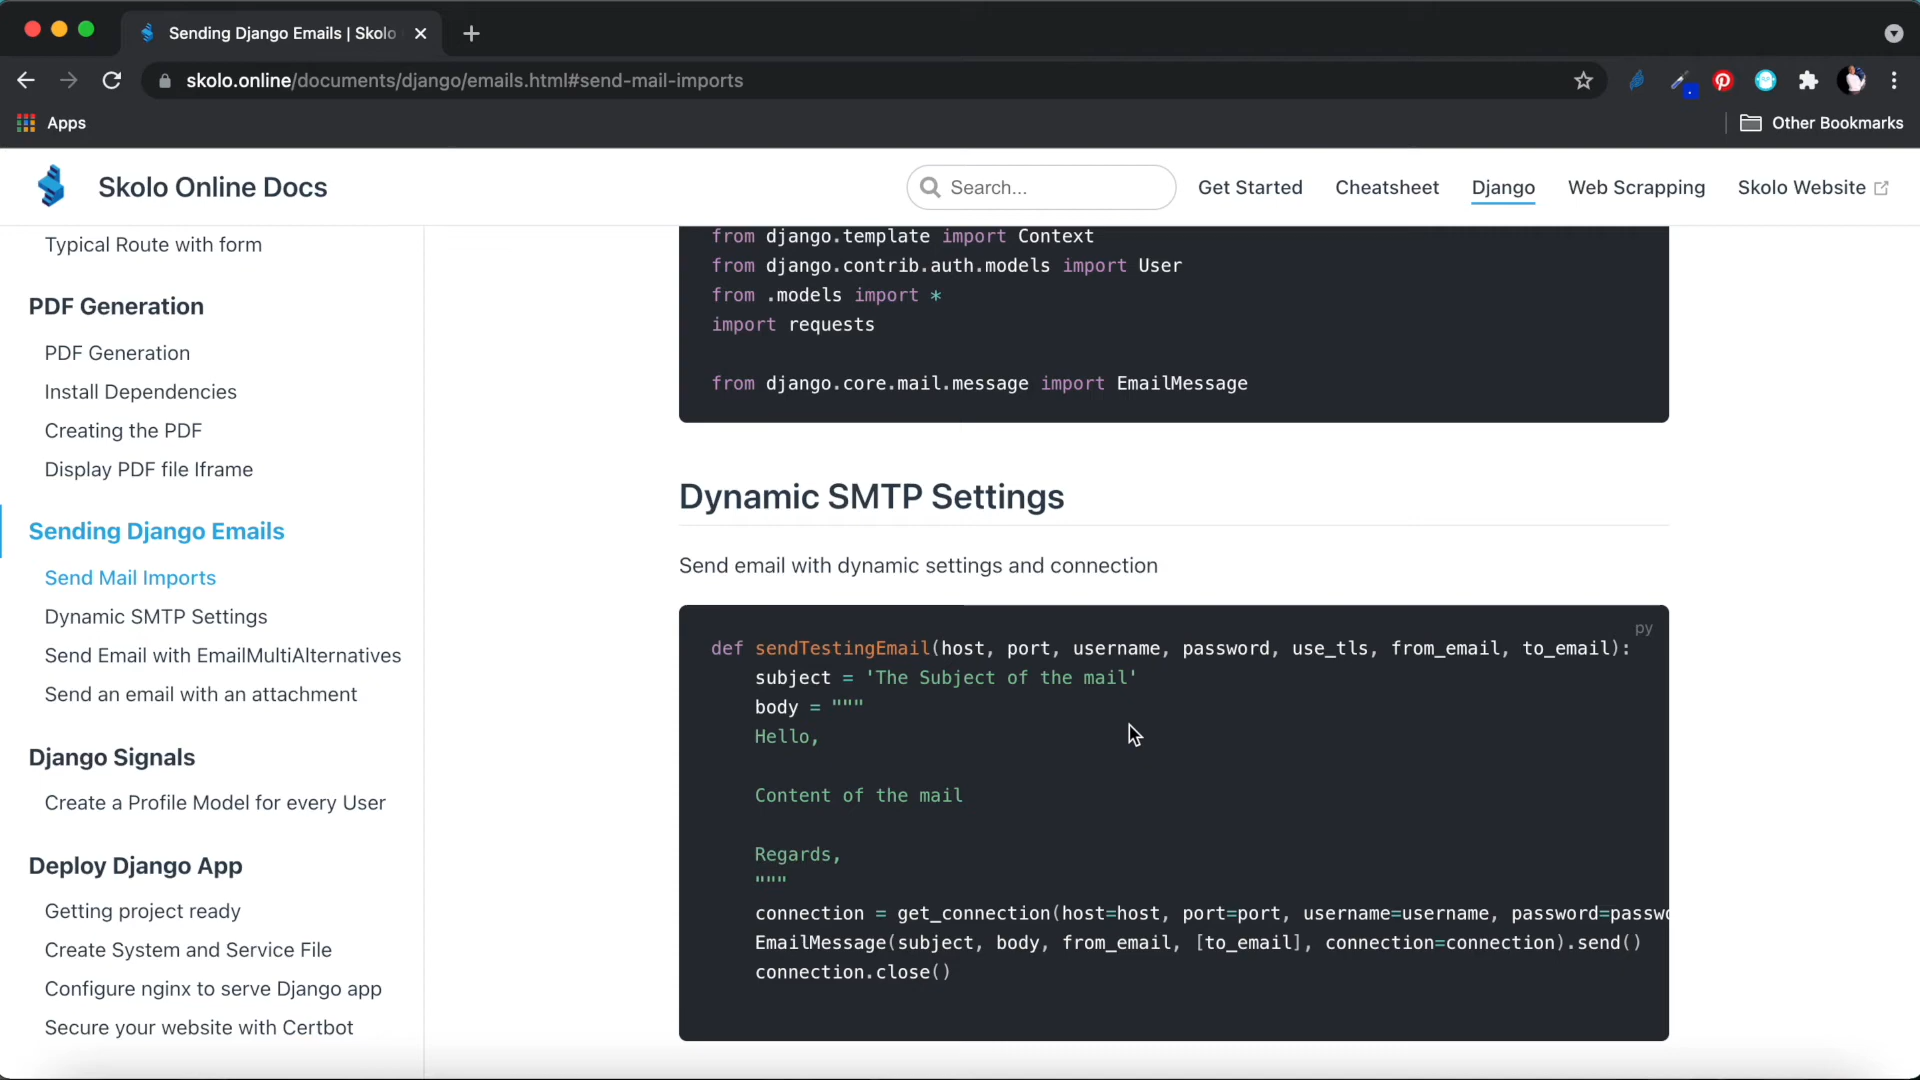 Sending Django Emails | Skolo
skolo.online/documents/django/emails.html#send-mail-imports
Apps
Other Bookmarks
Skolo Online Docs
Search...
Get Started
Cheatsheet
Django
Web Scrapping
Skolo Website
Typical Route with form
PDF Generation
PDF Generation
Install Dependencies
Creating the PDF
Display PDF file Iframe
Sending Django Emails
Send Mail Imports
Dynamic SMTP Settings
Send Email with EmailMultiAlternatives
Send an email with an attachment
Django Signals
Create a Profile Model for every User
Deploy Django App
Getting project ready
Create System and Service File
Configure nginx to serve Django app
Secure your website with Certbot
from django.template import Context
from django.contrib.auth.models import User
from .models import *
import requests
from django.core.mail.message import EmailMessage
Dynamic SMTP Settings
Send email with dynamic settings and connection
py
def sendTestingEmail(host, port, username, password, use_tls, from_email, to_email):
subject = 'The Subject of the mail'
body = """
Hello,
Content of the mail
Regards,
"""
connection = get_connection(host=host, port=port, username=username, password=passwo
EmailMessage(subject, body, from_email, [to_email], connection=connection).send()
connection.close()